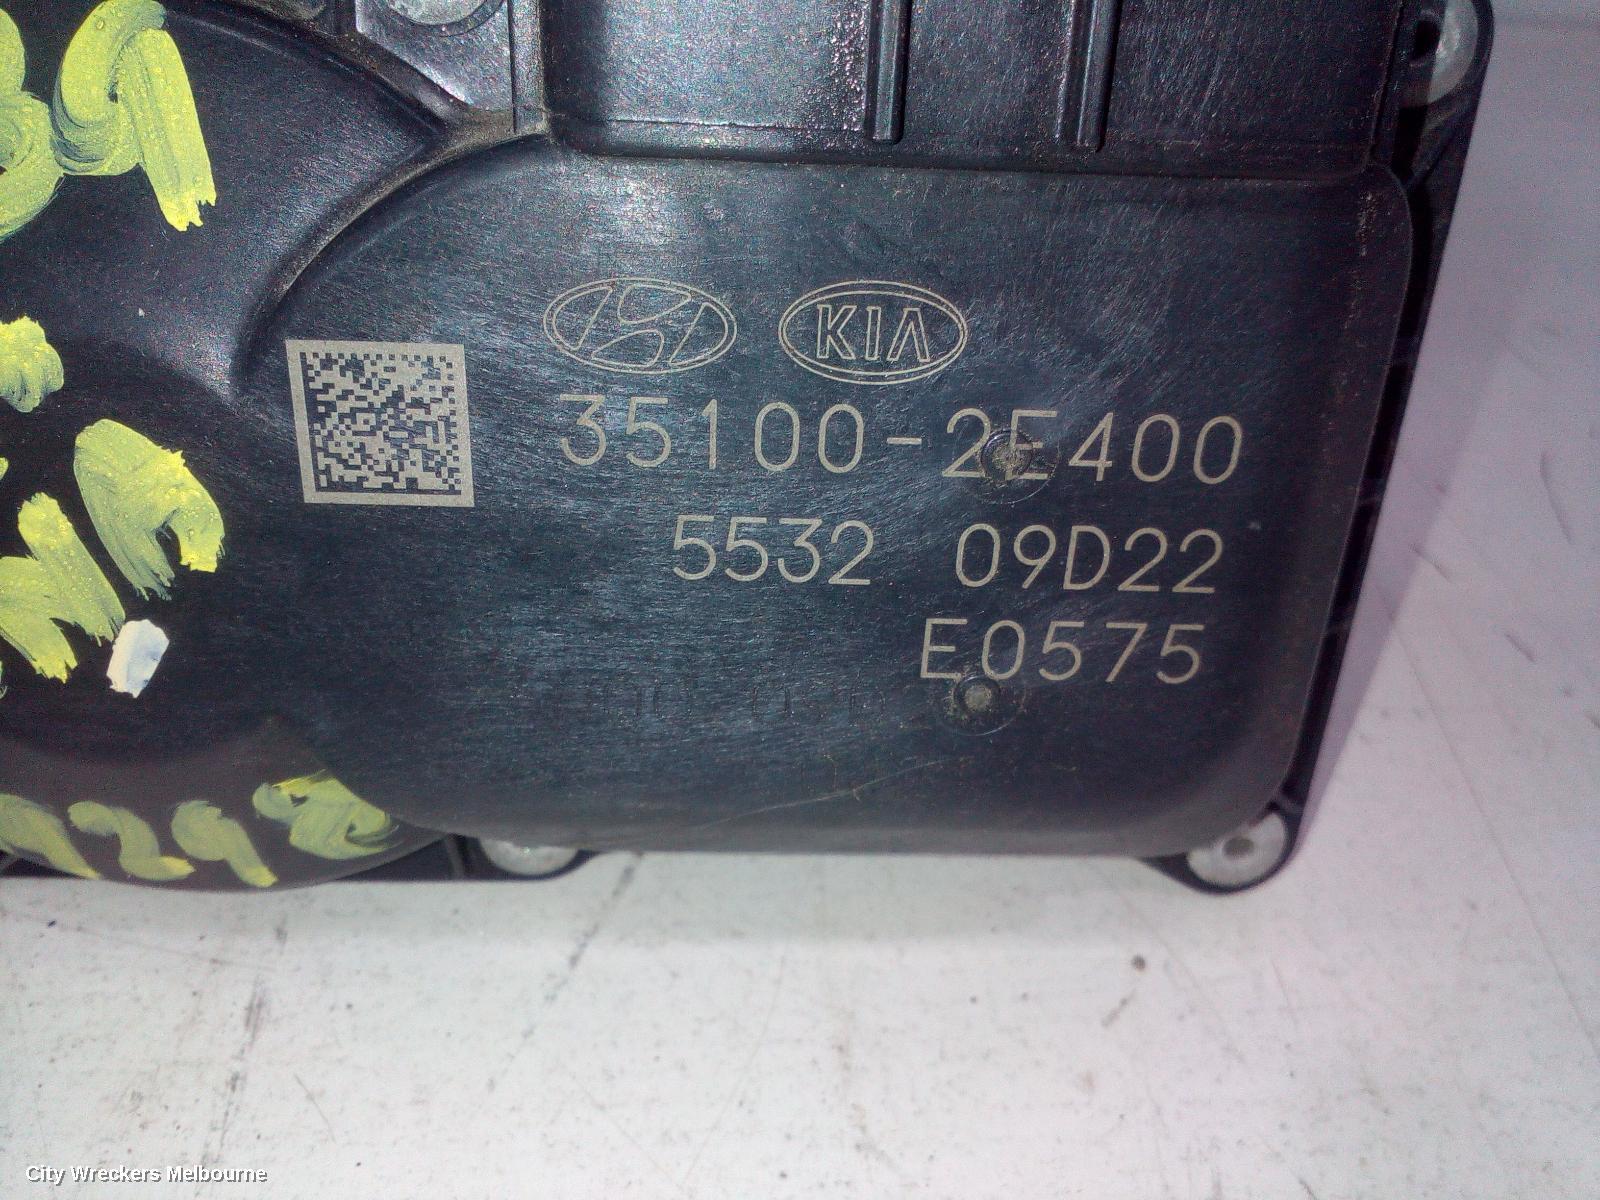 KIA
35100-2E400
5532 09D22
E0575
City Wreckers Melbourne